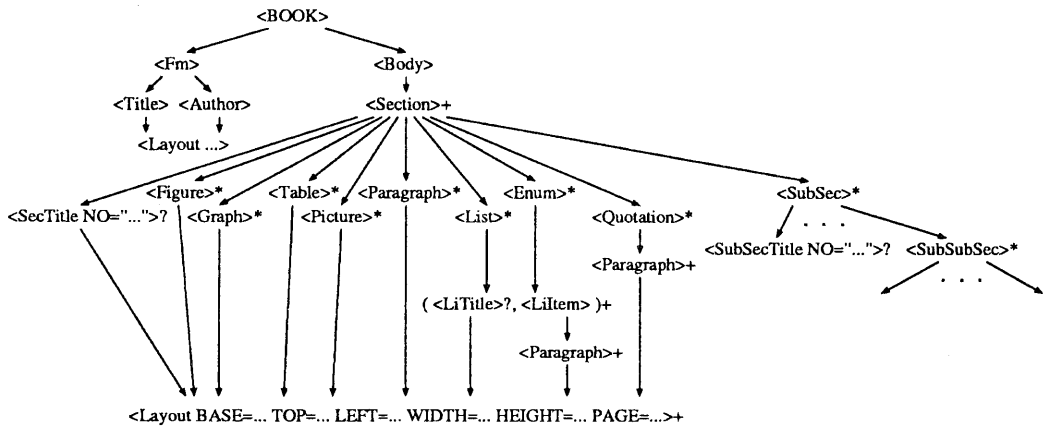 <BOOK>
<Fm> <Body>
<Title> <Author> <Section>+
<Layout ...>
<Figure>* <Table>* <Paragraph>* <Enum>* <SubSec>*
<SecTitle NO="...">? <Graph>* <Picture>* <List>* <Quotation>* . . .
<SubSecTitle NO="...">? <SubSubSec>*
<Paragraph>+
. . .
( <LiTitle>?, <LiItem> )+
<Paragraph>+
<Layout BASE=... TOP=... LEFT=... WIDTH=... HEIGHT=... PAGE=...>+